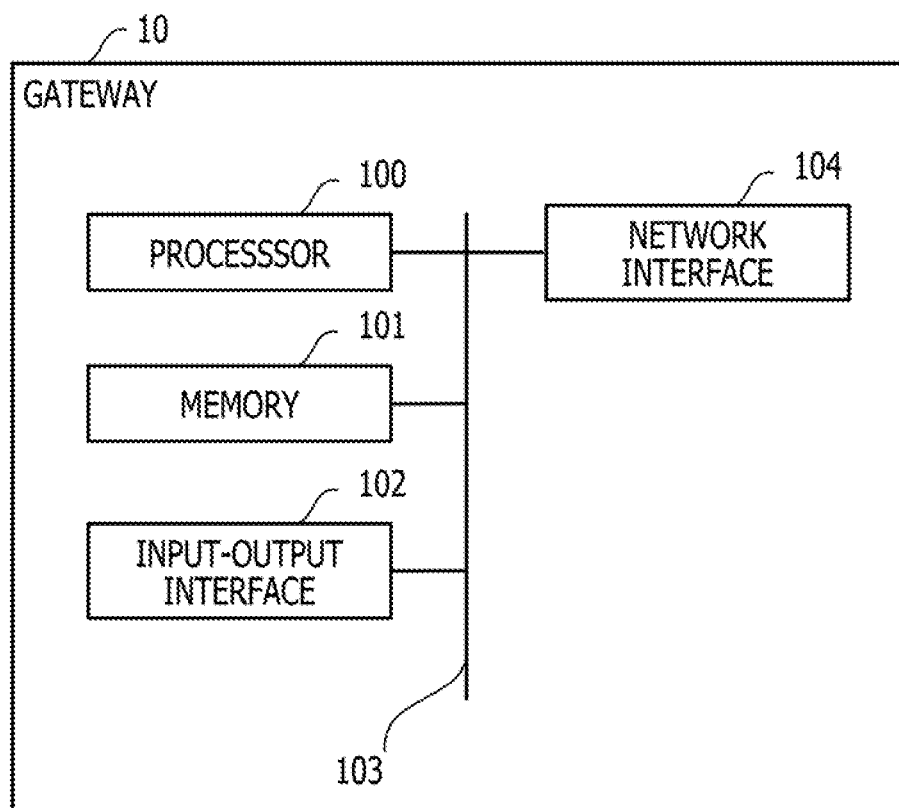 10
GATEWAY
100
PROCESSSOR
104
NETWORK
INTERFACE
101
MEMORY
102
INPUT-OUTPUT
INTERFACE
103